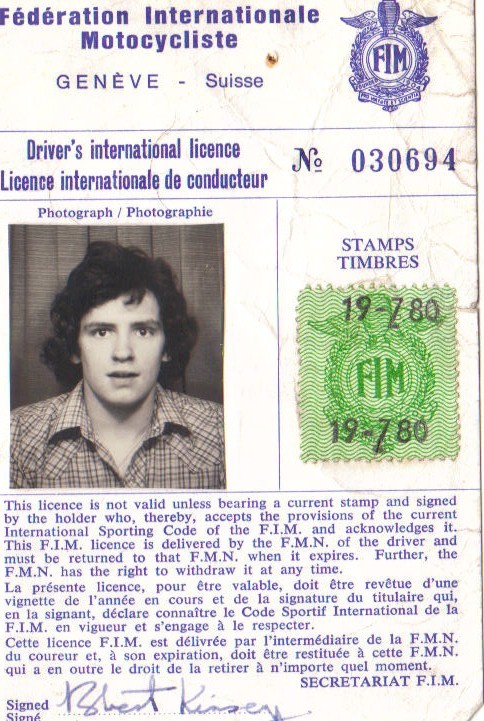 Fédération Internationale
Motocycliste
GENÈVE - Suisse
FIM
Driver's international licence
Licence internationale de conducteur
No 030694
Photograph / Photographie
STAMPS
TIMBRES
19-7 80
FIM
19-7 80
This licence is not valid unless bearing a current stamp and signed
by the holder who, thereby, accepts the provisions of the current
International Sporting Code of the F.I.M. and acknowledges it.
This F.I.M. licence is delivered by the F.M.N. of the driver and
must be returned to that F.M.N. when it expires. Further, the
F.M.N. has the right to withdraw it at any time.
La présente licence, pour être valable, doit être revêtue d'une
vignette de l'année en cours et de la signature du titulaire qui,
en la signant, déclare connaître le Code Sportif International de la
F.I.M. en vigueur et s'engage à le respecter.
Cette licence F.I.M. est délivrée par l'intermédiaire de la F.M.N.
du coureur et, à son expiration, doit être restituée à cette F.M.N.
qui a en outre le droit de la retirer à n'importe quel moment.
SECRETARIAT F.I.M.
Signed Robert Kinsey
Signé